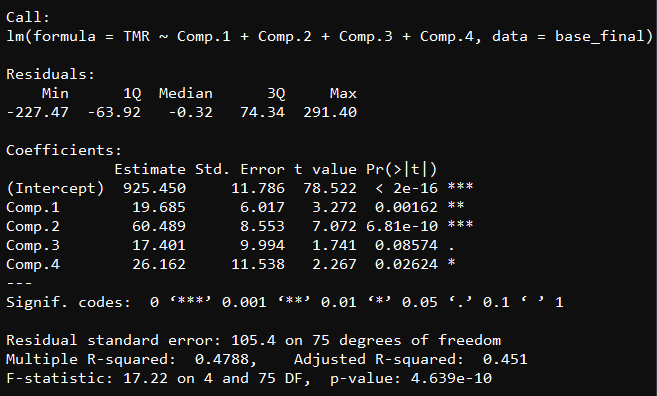 Call:
lm(formula = TMR ~ Comp.1 + Comp.2 + Comp.3 + Comp.4, data = base_final)
Residuals:
Min 1Q Median 3Q Max
-227.47 -63.92 -0.32 74.34 291.40
Coefficients:
Estimate Std. Error t value Pr(>|t|)
(Intercept) 925.450 11.786 78.522 < 2e-16 ***
Comp.1 19.685 6.017 3.272 0.00162 **
Comp.2 60.489 8.553 7.072 6.81e-10 ***
Comp.3 17.401 9.994 1.741 0.08574 .
Comp.4 26.162 11.538 2.267 0.02624 *
---
Signif. codes: 0 ‘***’ 0.001 ‘**’ 0.01 ‘*’ 0.05 ‘.’ 0.1 ‘ ’ 1
Residual standard error: 105.4 on 75 degrees of freedom
Multiple R-squared: 0.4788, Adjusted R-squared: 0.451
F-statistic: 17.22 on 4 and 75 DF, p-value: 4.639e-10